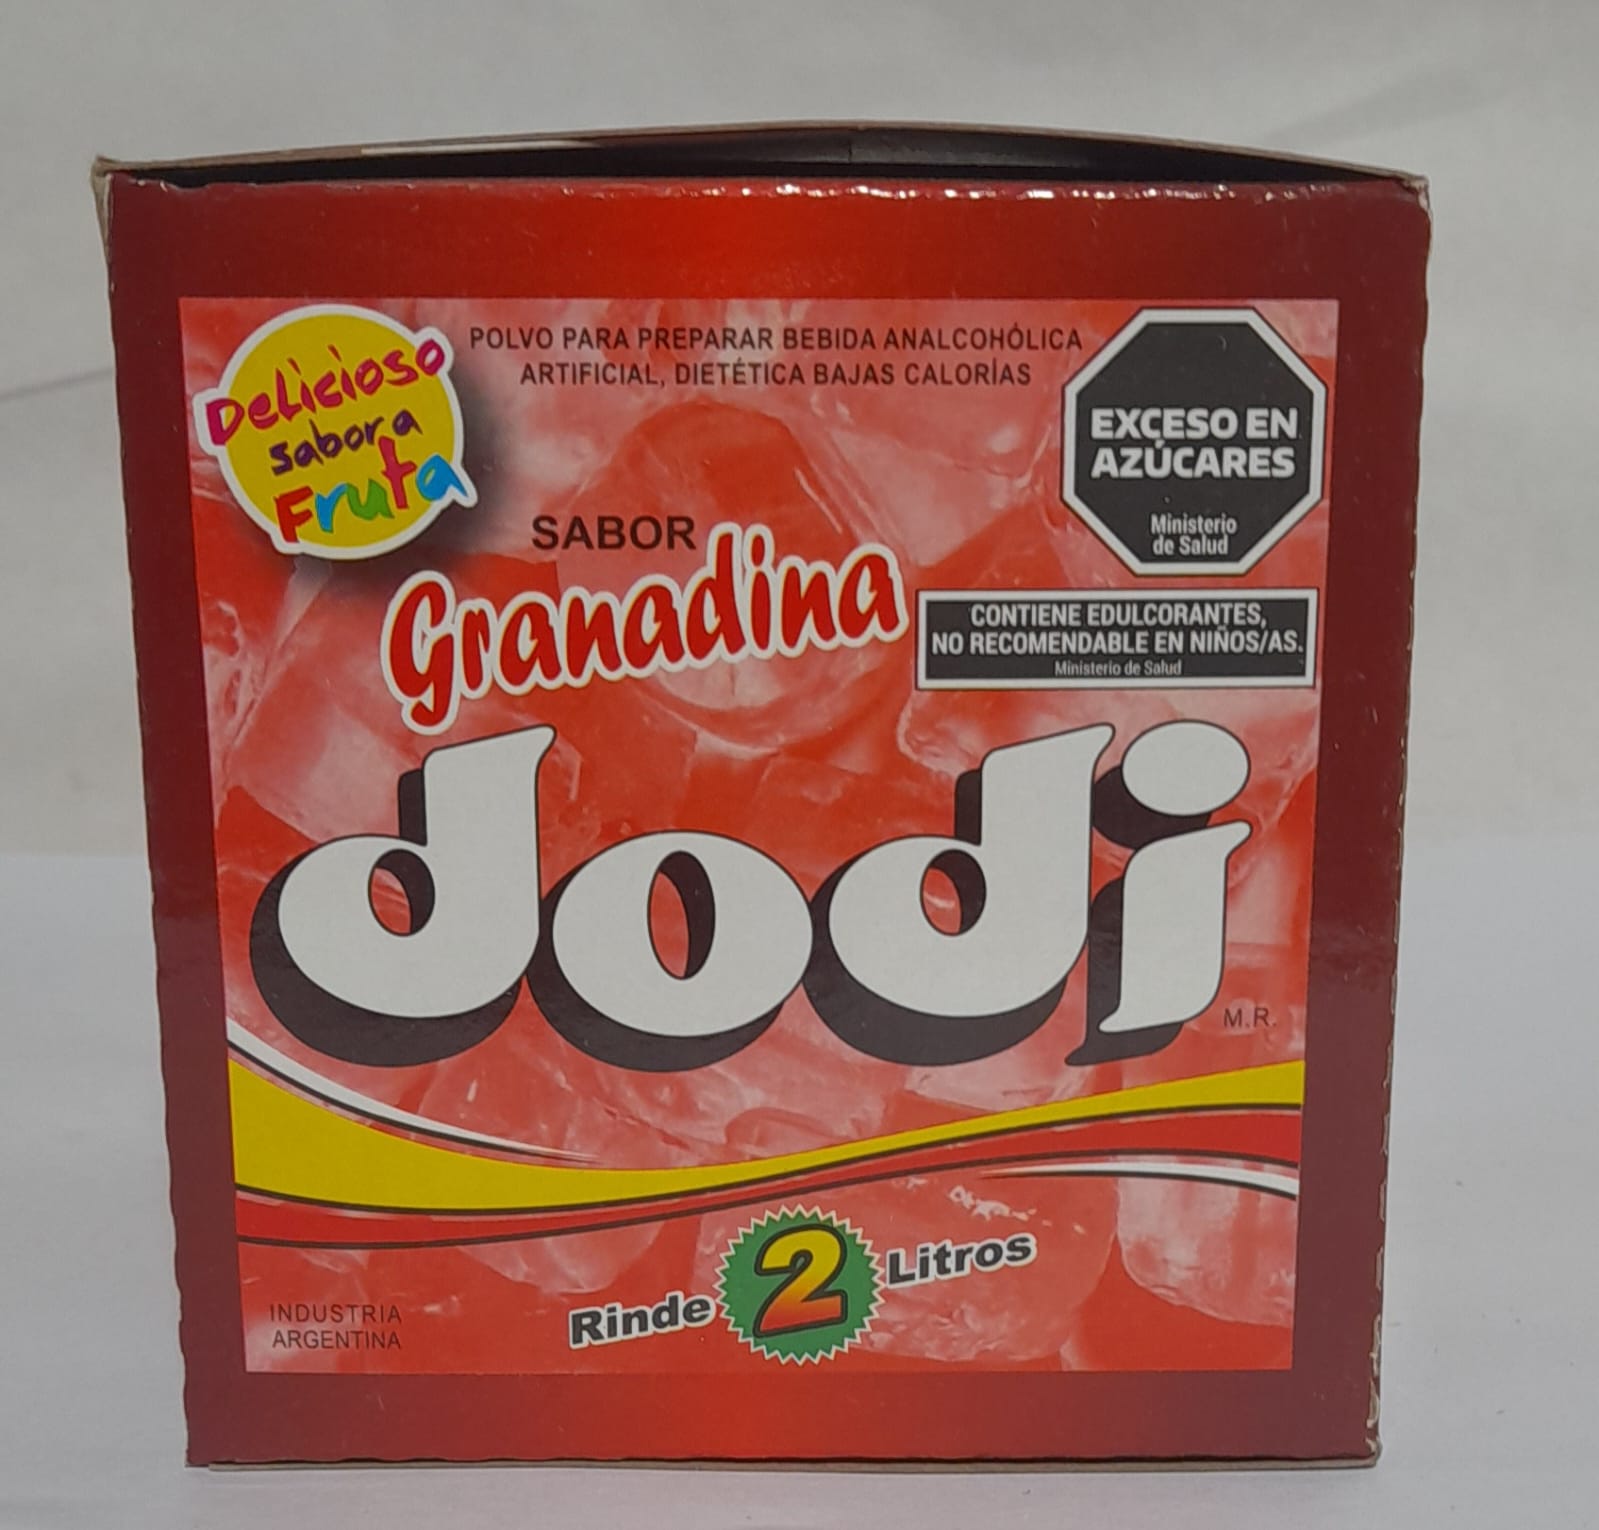 Delicioso
sabor a
Fruta
POLVO PARA PREPARAR BEBIDA ANALCOHÓLICA
ARTIFICIAL, DIETÉTICA BAJAS CALORÍAS
EXCESO EN
AZÚCARES
Ministerio
de Salud
SABOR
Granadina
CONTIENE EDULCORANTES,
NO RECOMENDABLE EN NIÑOS/AS.
Ministerio de Salud
dodi
M.R.
Rinde 2 Litros
INDUSTRIA
ARGENTINA